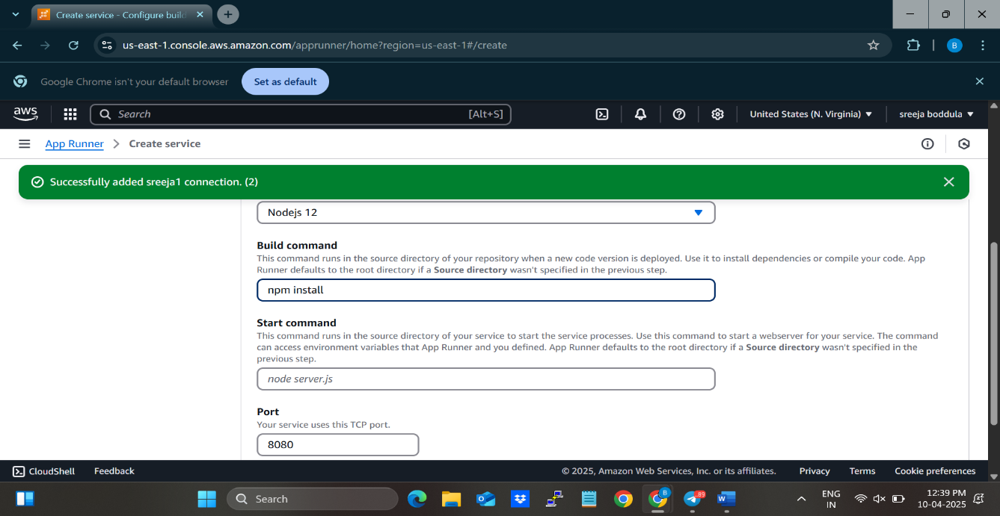 Create service - Configure build
us-east-1.console.aws.amazon.com/apprunner/home?region=us-east-1#/create
B
Google Chrome isn't your default browser
Set as default
aws
Search
[Alt+S]
United States (N. Virginia)
sreeja boddula
App Runner
Create service
Successfully added sreeja1 connection. (2)
Nodejs 12
Build command
This command runs in the source directory of your repository when a new code version is deployed. Use it to install dependencies or compile your code. App
Runner defaults to the root directory if a Source directory wasn't specified in the previous step.
npm install
Start command
This command runs in the source directory of your service to start the service processes. Use this command to start a webserver for your service. The command
can access environment variables that App Runner and you defined. App Runner defaults to the root directory if a Source directory wasn't specified in the
previous step.
node server.js
Port
Your service uses this TCP port.
8080
CloudShell
Feedback
© 2025, Amazon Web Services, Inc. or its affiliates.
Privacy
Terms
Cookie preferences
Search
B
.89
W
ENG
IN
12:39 PM
10-04-2025